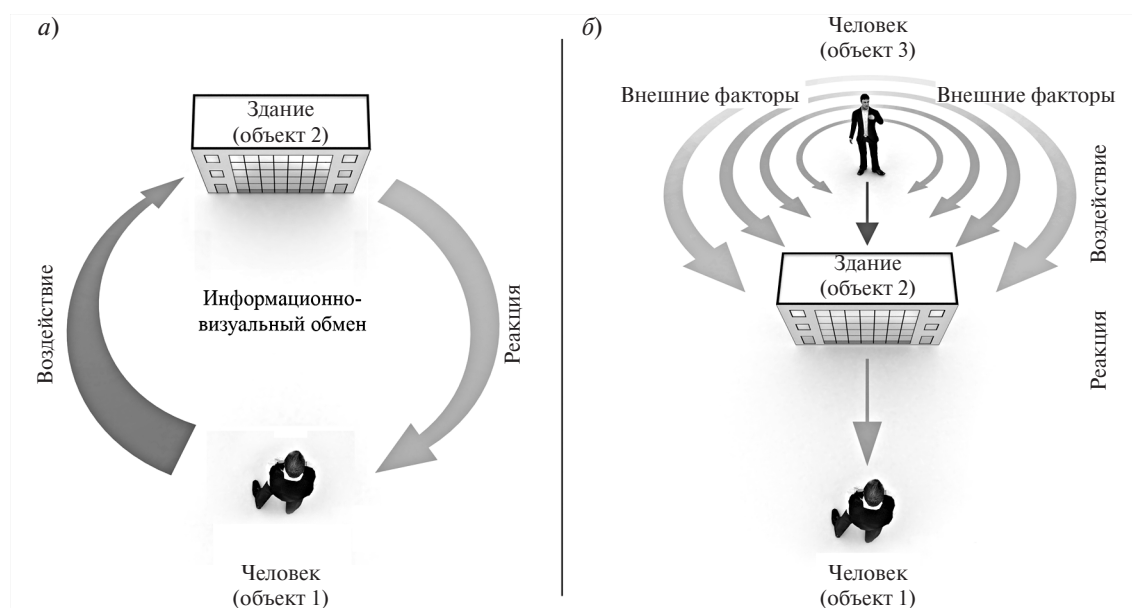 а)
Здание
(объект 2)
Воздействие
Информационно-
визуальный обмен
Реакция
Человек
(объект 1)
б)
Человек
(объект 3)
Внешние факторы
Внешние факторы
Воздействие
Здание
(объект 2)
Реакция
Человек
(объект 1)